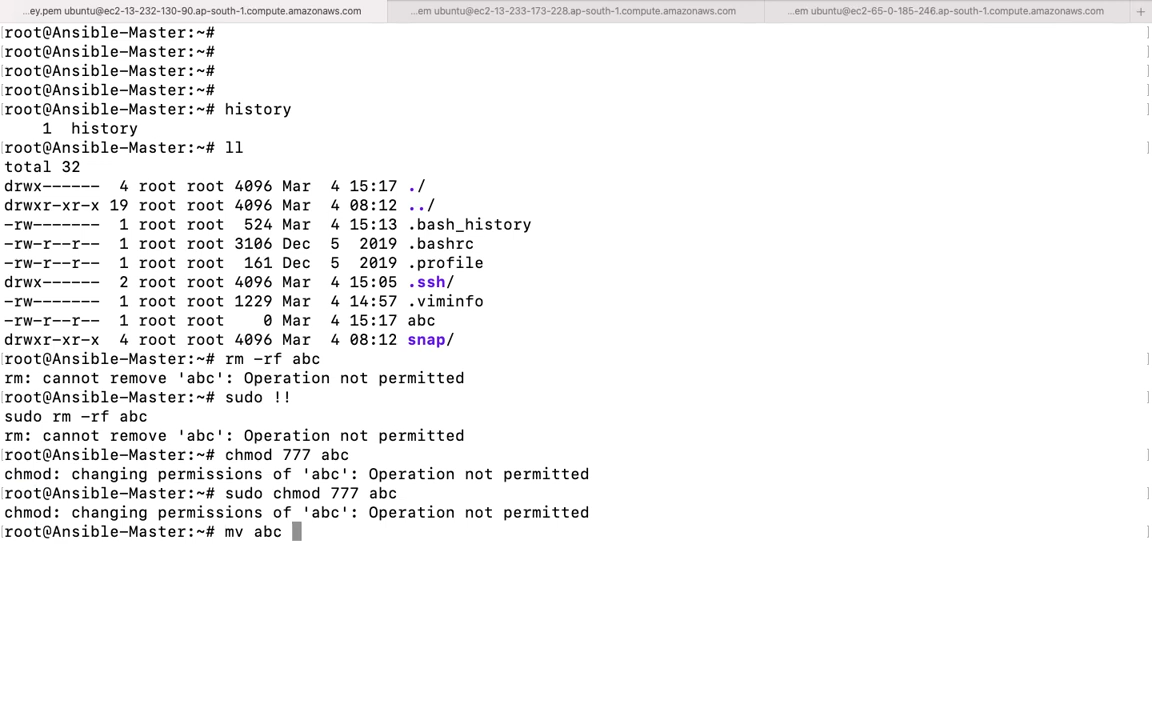 ...ey.pem ubuntu@ec2-13-232-130-90.ap-south-1.compute.amazonaws.com
...em ubuntu@ec2-13-233-173-228.ap-south-1.compute.amazonaws.com
...em ubuntu@ec2-65-0-185-246.ap-south-1.compute.amazonaws.com
+
root@Ansible-Master:~#
root@Ansible-Master:~#
root@Ansible-Master:~#
root@Ansible-Master:~#
root@Ansible-Master:~# history
    1  history
root@Ansible-Master:~# ll
total 32
drwx------  4 root root 4096 Mar  4 15:17 ./
drwxr-xr-x 19 root root 4096 Mar  4 08:12 ../
-rw-------  1 root root  524 Mar  4 15:13 .bash_history
-rw-r--r--  1 root root 3106 Dec  5  2019 .bashrc
-rw-r--r--  1 root root  161 Dec  5  2019 .profile
drwx------  2 root root 4096 Mar  4 15:05 .ssh/
-rw-------  1 root root 1229 Mar  4 14:57 .viminfo
-rw-r--r--  1 root root    0 Mar  4 15:17 abc
drwxr-xr-x  4 root root 4096 Mar  4 08:12 snap/
root@Ansible-Master:~# rm -rf abc
rm: cannot remove 'abc': Operation not permitted
root@Ansible-Master:~# sudo !!
sudo rm -rf abc
rm: cannot remove 'abc': Operation not permitted
root@Ansible-Master:~# chmod 777 abc
chmod: changing permissions of 'abc': Operation not permitted
root@Ansible-Master:~# sudo chmod 777 abc
chmod: changing permissions of 'abc': Operation not permitted
root@Ansible-Master:~# mv abc